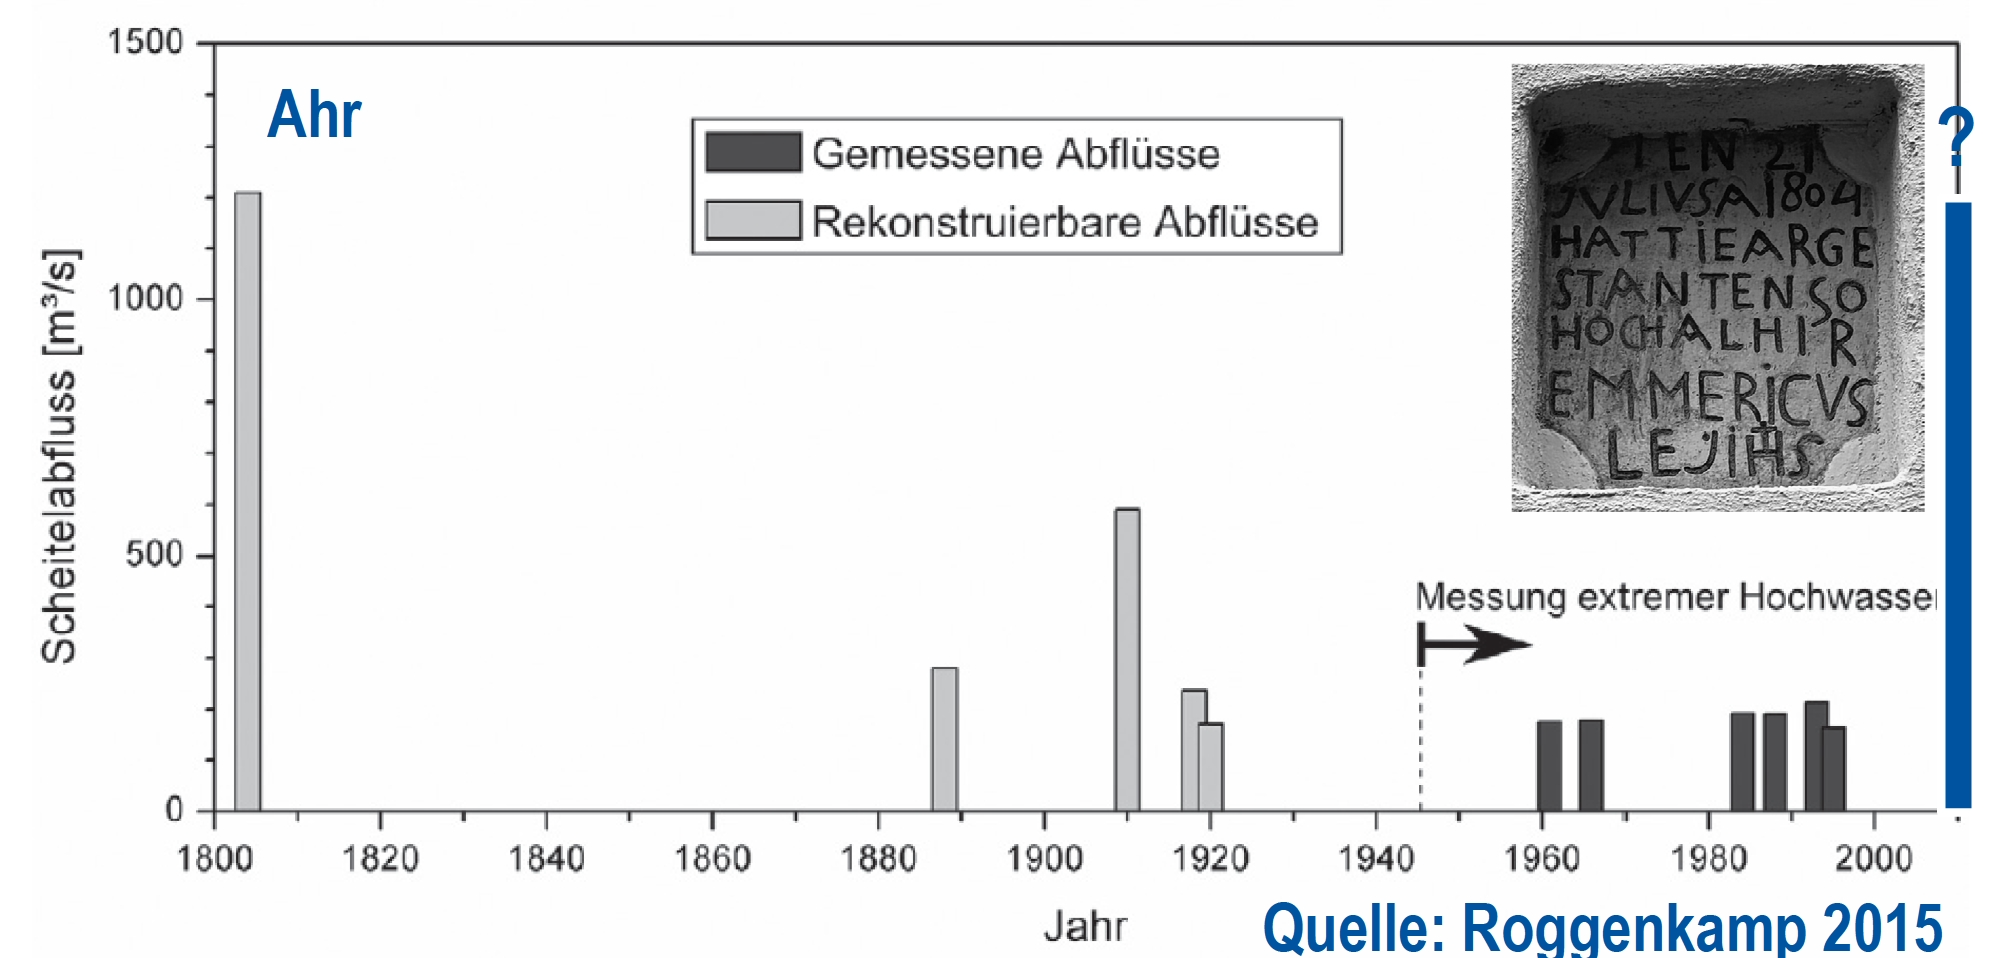 1500
1000
500
0
Scheitelabfluss [m³/s]
Ahr
Gemessene Abflüsse
Rekonstruierbare Abflüsse
TEN 21
JVLIVSA1804
HATTIEARGE
STANTENSO
HOCHALHIR
EMMERICVS
LEJIHS
?
Messung extremer Hochwasser
1800 1820 1840 1860 1880 1900 1920 1940 1960 1980 2000
Jahr
Quelle: Roggenkamp 2015